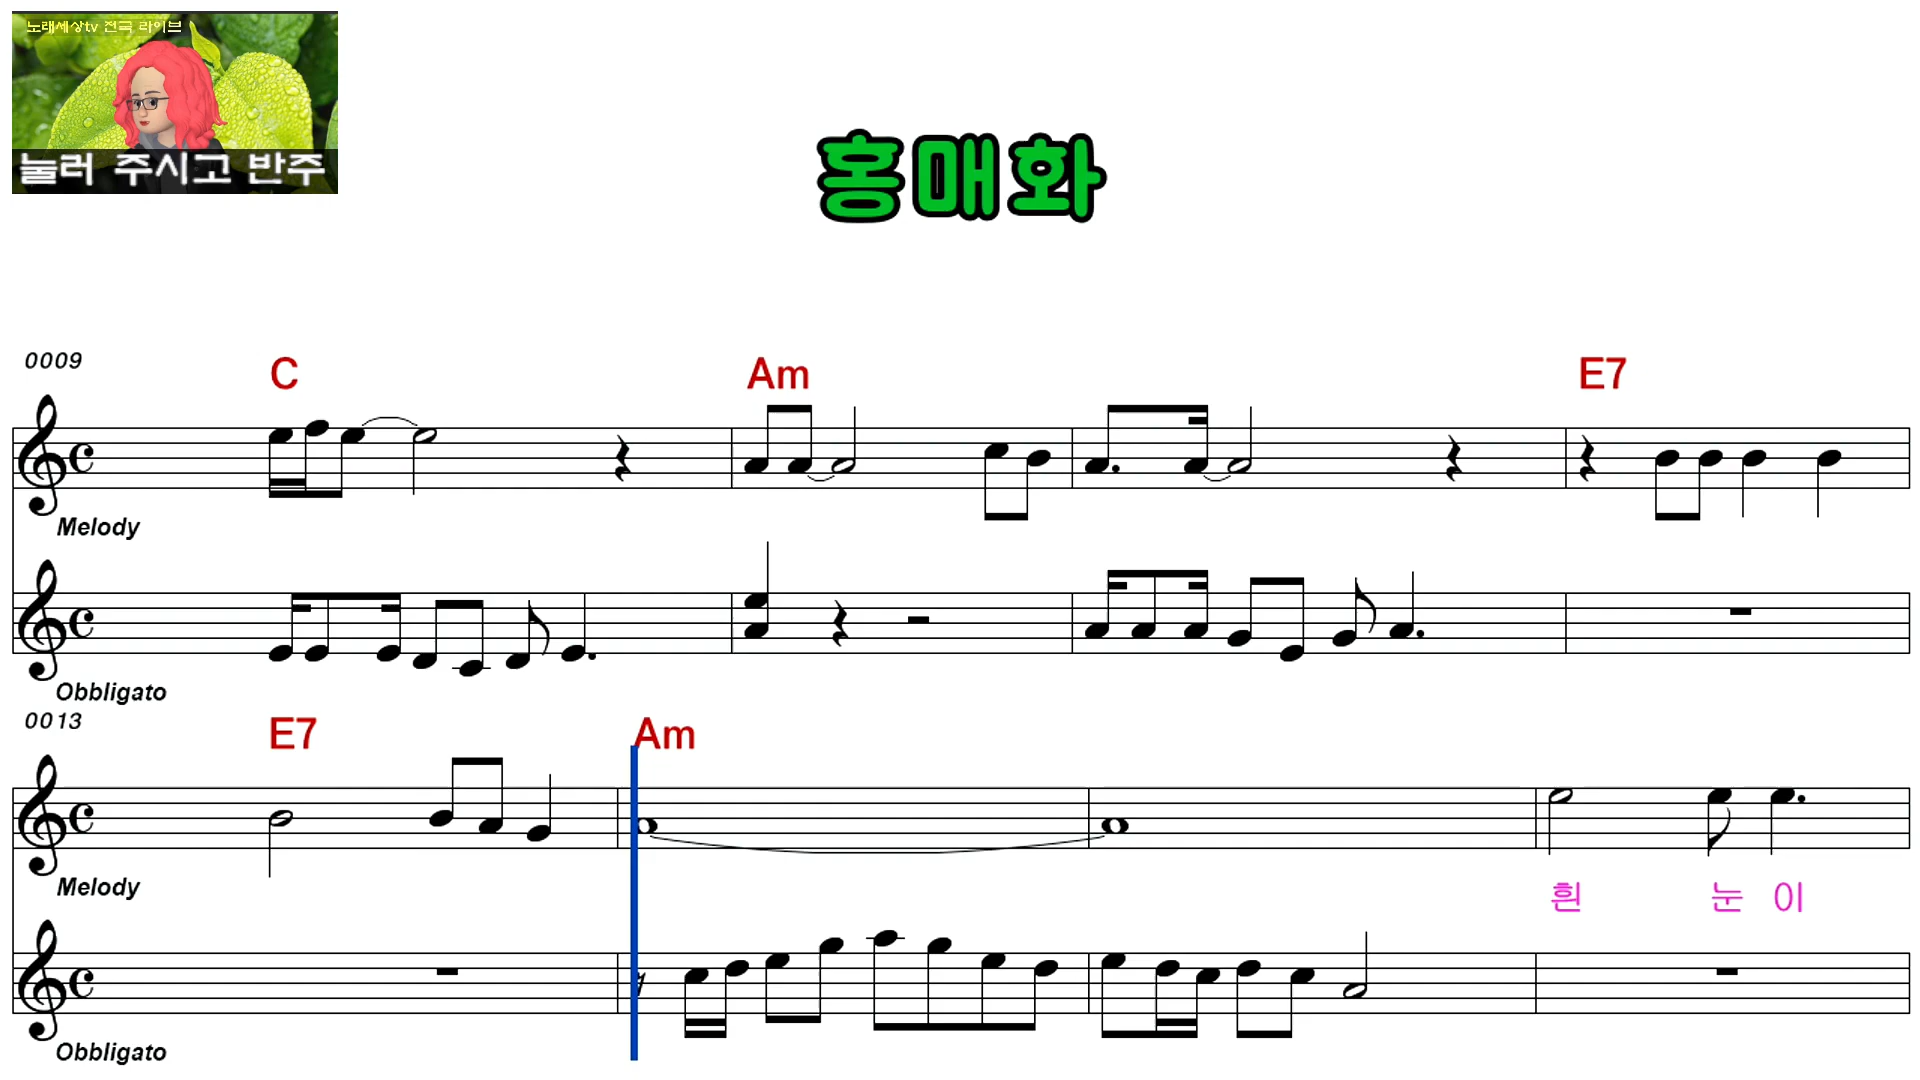 노래세상tv 전국 라이브
눌러 주시고 반주
홍매화
0009
C Am E7
Melody
Obbligato
0013
E7 Am
Melody
흰 눈 이
Obbligato